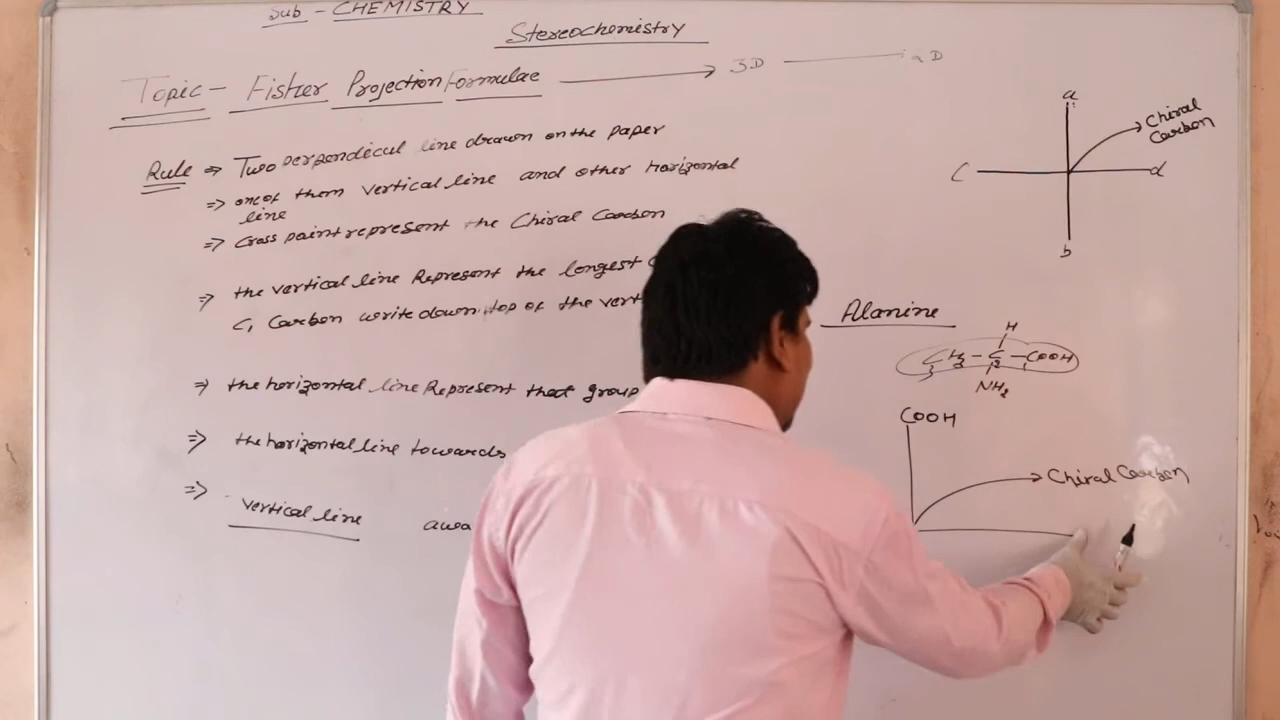 Sub - CHEMISTRY
Stereochemistry
Topic - Fisher Projection Formulae → 3D — 2D
Rule ⇒ Two perpendicul line drawn on the paper
⇒ one of them vertical line and other horizontal
line
⇒ Cross point represent the Chiral Carbon
⇒ the vertical line Represent the longest
C₁ Carbon write down top of the vert
⇒ the horizontal line Represent that group
⇒ the horizontal line towards
⇒ vertical line awa
a
Chiral
Carbon
C d
b
Alanine
H
CH3 - C - COOH
3 2 1
NH2
COOH
Chiral Carbon